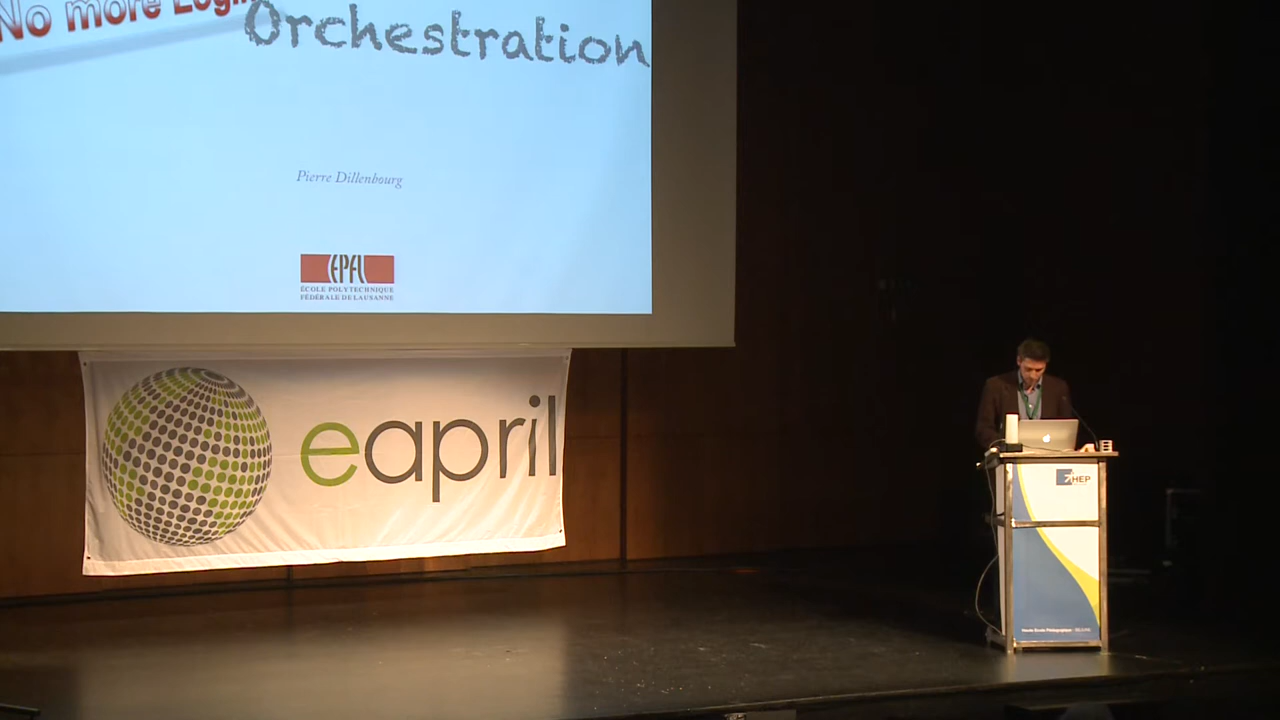 No more
Orchestration
Pierre Dillenbourg
EPFL
ÉCOLE POLYTECHNIQUE
FÉDÉRALE DE LAUSANNE
eapril
HEP